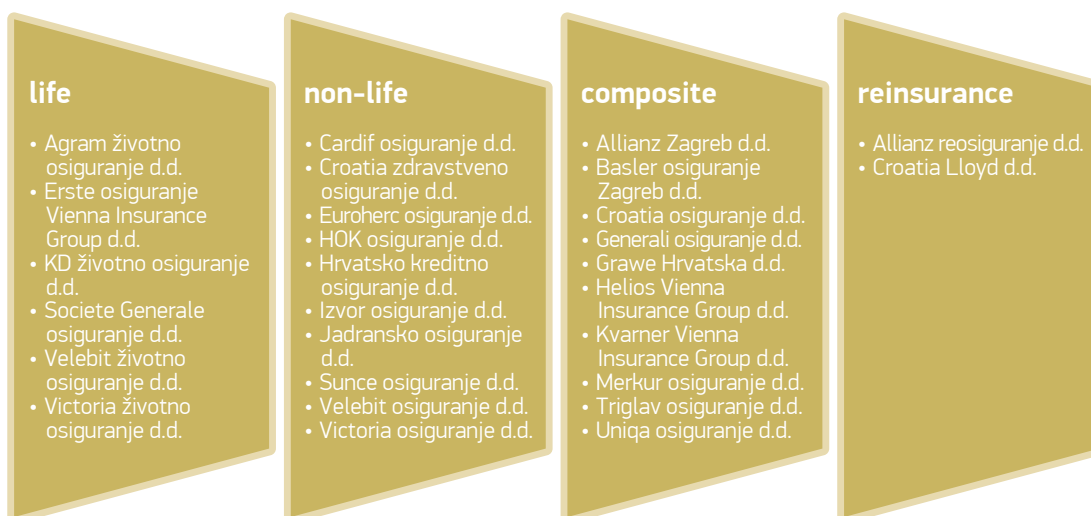 life
• Agram životno
osiguranje d.d.
• Erste osiguranje
Vienna Insurance
Group d.d.
• KD životno osiguranje
d.d.
• Societe Generale
osiguranje d.d.
• Velebit životno
osiguranje d.d.
• Victoria životno
osiguranje d.d.
non-life
• Cardif osiguranje d.d.
• Croatia zdravstveno
osiguranje d.d.
• Euroherc osiguranje d.d.
• HOK osiguranje d.d.
• Hrvatsko kreditno
osiguranje d.d.
• Izvor osiguranje d.d.
• Jadransko osiguranje
d.d.
• Sunce osiguranje d.d.
• Velebit osiguranje d.d.
• Victoria osiguranje d.d.
composite
• Allianz Zagreb d.d.
• Basler osiguranje
Zagreb d.d.
• Croatia osiguranje d.d.
• Generali osiguranje d.d.
• Grawe Hrvatska d.d.
• Helios Vienna
Insurance Group d.d.
• Kvarner Vienna
Insurance Group d.d.
• Merkur osiguranje d.d.
• Triglav osiguranje d.d.
• Uniqa osiguranje d.d.
reinsurance
• Allianz reosiguranje d.d.
• Croatia Lloyd d.d.